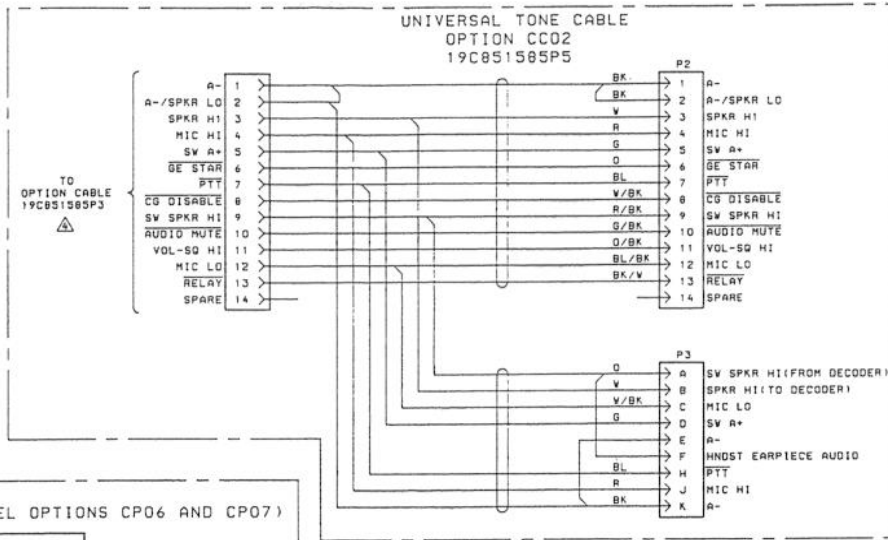 UNIVERSAL TONE CABLE
OPTION CC02
19C851585P5
TO
OPTION CABLE
19C851585P3
4
A- 1
A-/SPKR LO 2
SPKR HI 3
MIC HI 4
SW A+ 5
GE STAR 6
PTT 7
CG DISABLE 8
SW SPKR HI 9
AUDIO MUTE 10
VOL-SQ HI 11
MIC LO 12
RELAY 13
SPARE 14
P2
BK 1 A-
BK 2 A-/SPKR LO
W 3 SPKR HI
R 4 MIC HI
G 5 SW A+
O 6 GE STAR
BL 7 PTT
W/BK 8 CG DISABLE
R/BK 9 SW SPKR HI
G/BK 10 AUDIO MUTE
O/BK 11 VOL-SQ HI
BL/BK 12 MIC LO
BK/W 13 RELAY
14 SPARE
P3
O A SW SPKR HI(FROM DECODER)
W B SPKR HI(TO DECODER)
W/BK C MIC LO
G D SW A+
E A-
F HNDST EARPIECE AUDIO
BL H PTT
R J MIC HI
BK K A-
EL OPTIONS CP06 AND CP07)